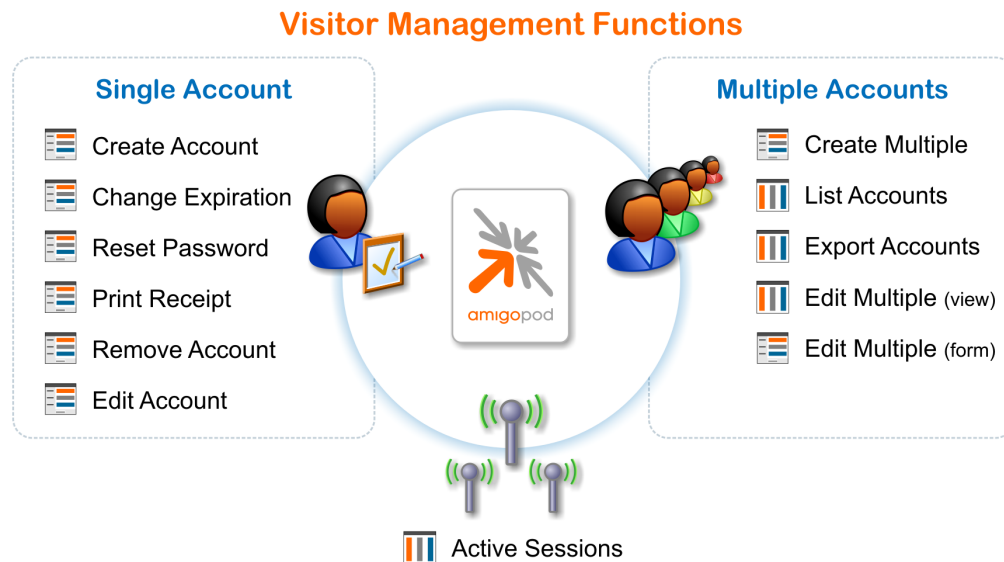 Visitor Management Functions
Single Account
Create Account
Change Expiration
Reset Password
Print Receipt
Remove Account
Edit Account
amigopod
Multiple Accounts
Create Multiple
List Accounts
Export Accounts
Edit Multiple (view)
Edit Multiple (form)
Active Sessions